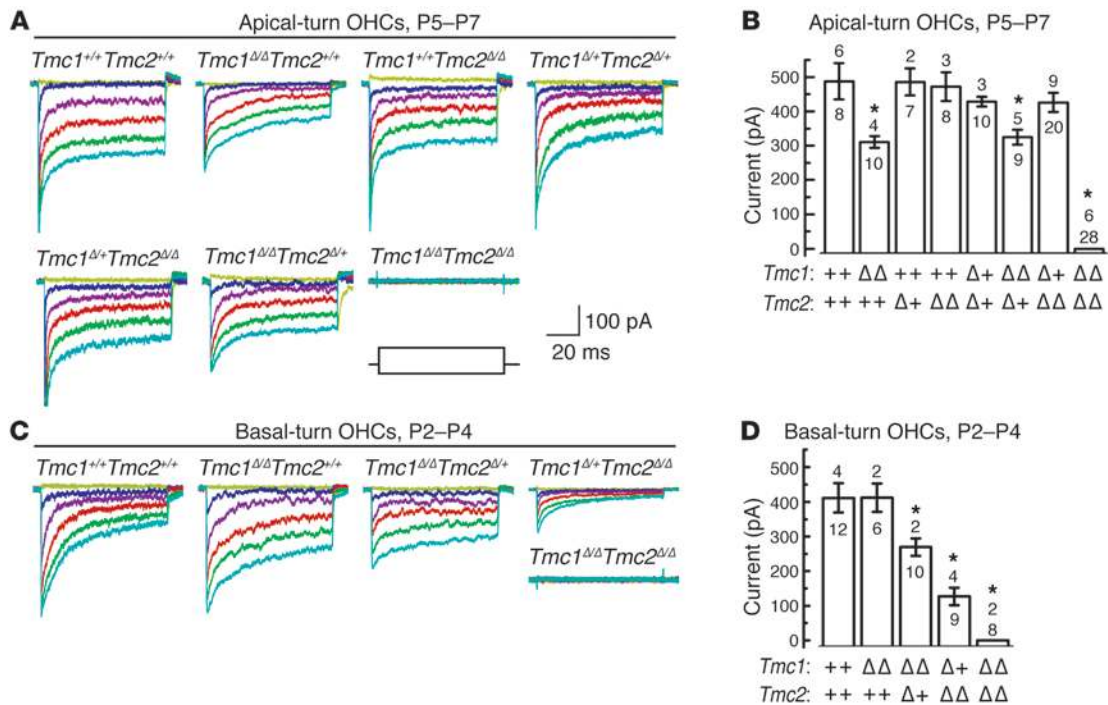 A
Apical-turn OHCs, P5–P7
Tmc1+/+Tmc2+/+ Tmc1Δ/ΔTmc2+/+ Tmc1+/+Tmc2Δ/Δ Tmc1Δ/+Tmc2Δ/+
Tmc1Δ/+Tmc2Δ/Δ Tmc1Δ/ΔTmc2Δ/+ Tmc1Δ/ΔTmc2Δ/Δ
100 pA
20 ms
B
Apical-turn OHCs, P5–P7
Current (pA)
500
400
300
200
100
0
6 * 4 2 3 3 * 5 9 * 6
8 10 7 8 10 9 20 28
Tmc1: ++ ΔΔ ++ ++ Δ+ ΔΔ Δ+ ΔΔ
Tmc2: ++ ++ Δ+ ΔΔ Δ+ Δ+ ΔΔ ΔΔ
C
Basal-turn OHCs, P2–P4
Tmc1+/+Tmc2+/+ Tmc1Δ/ΔTmc2+/+ Tmc1Δ/ΔTmc2Δ/+ Tmc1Δ/+Tmc2Δ/Δ
Tmc1Δ/ΔTmc2Δ/Δ
D
Basal-turn OHCs, P2–P4
Current (pA)
500
400
300
200
100
0
4 2 * 2 * 4 * 2
12 6 10 9 8
Tmc1: ++ ΔΔ ΔΔ Δ+ ΔΔ
Tmc2: ++ ++ Δ+ ΔΔ ΔΔ